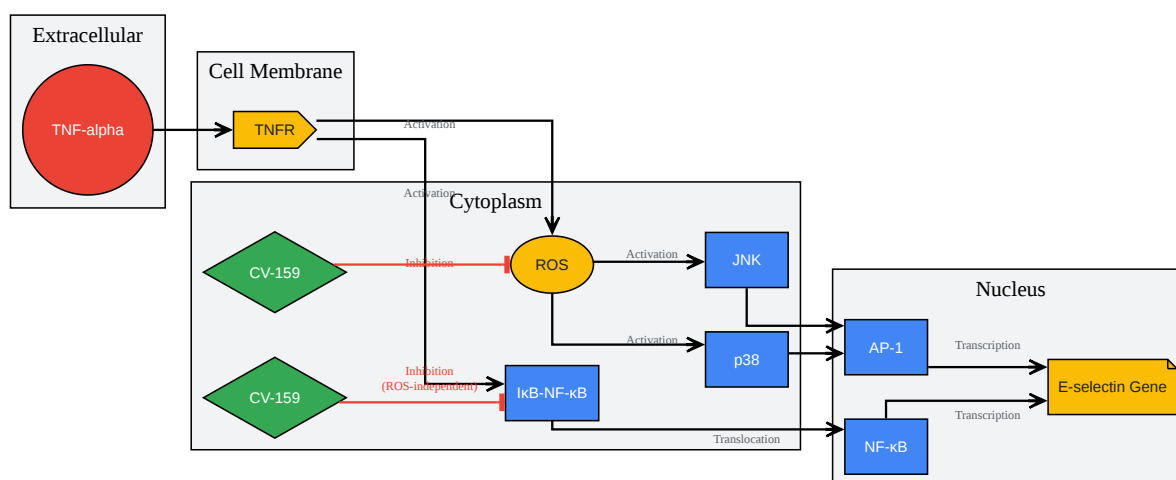 Extracellular
TNF-alpha
Cell Membrane
TNFR
Activation
Activation
Cytoplasm
CV-159
Inhibition
ROS
Activation
JNK
Activation
p38
CV-159
Inhibition
(ROS-independent)
IκB-NF-κB
Translocation
Nucleus
AP-1
Transcription
E-selectin Gene
Transcription
NF-κB